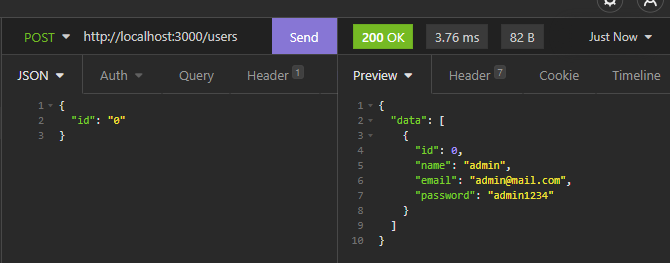 POST http://localhost:3000/users Send 200 OK 3.76 ms 82 B Just Now
JSON Auth Query Header 1 Preview Header 7 Cookie Timeline
1 {
2 "id": "0"
3 }
1 {
2 "data": [
3 {
4 "id": 0,
5 "name": "admin",
6 "email": "admin@mail.com",
7 "password": "admin1234"
8 }
9 ]
10 }